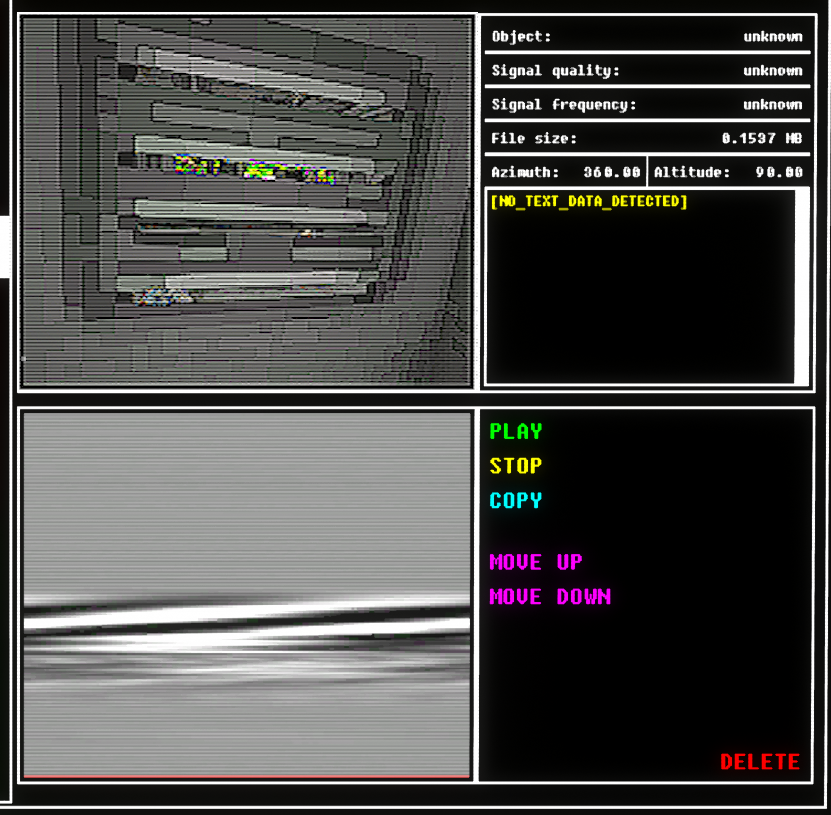 Object: unknown
Signal quality: unknown
Signal frequency: unknown
File size: 0.1537 MB
Azimuth: 360.00 Altitude: 90.00
[NO_TEXT_DATA_DETECTED]
PLAY
STOP
COPY
MOVE UP
MOVE DOWN
DELETE